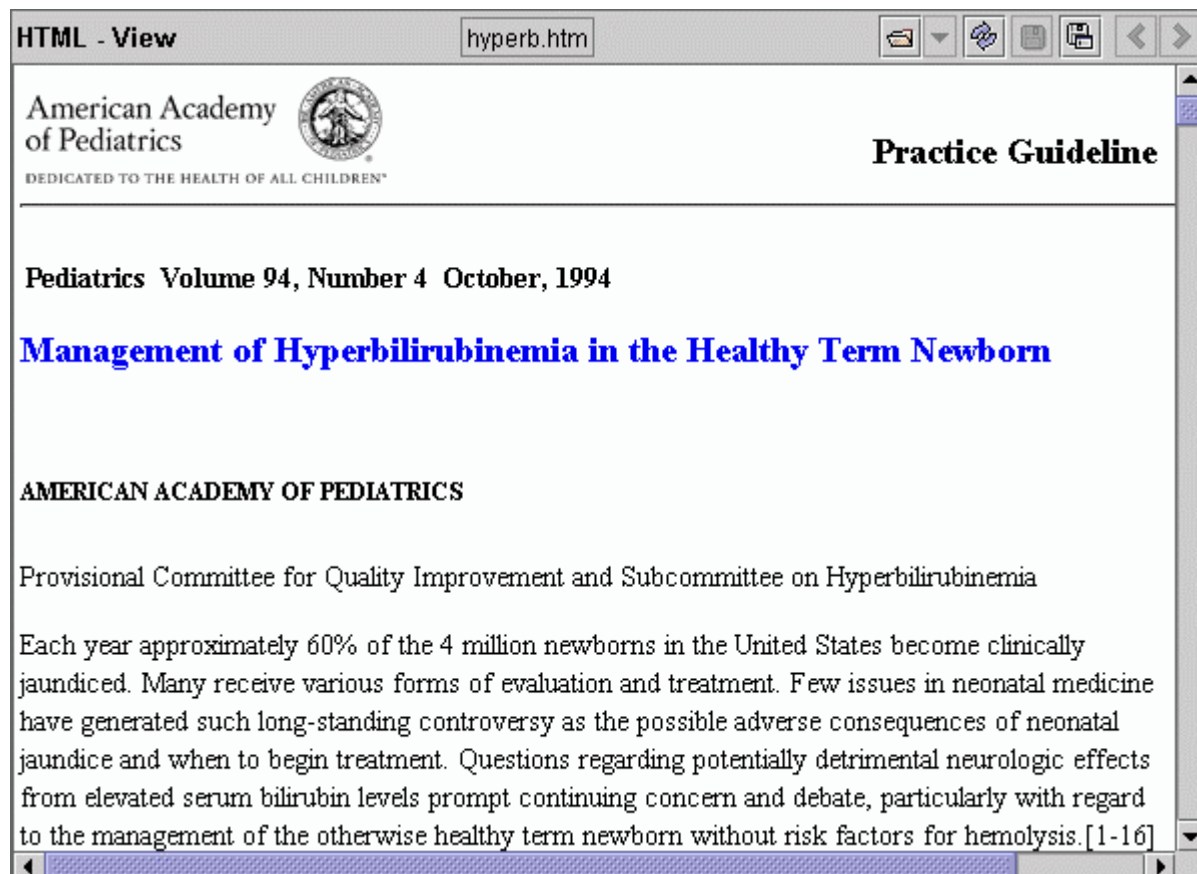 HTML - View hyperb.htm
American Academy
of Pediatrics
DEDICATED TO THE HEALTH OF ALL CHILDREN®
Practice Guideline
Pediatrics Volume 94, Number 4 October, 1994
Management of Hyperbilirubinemia in the Healthy Term Newborn
AMERICAN ACADEMY OF PEDIATRICS
Provisional Committee for Quality Improvement and Subcommittee on Hyperbilirubinemia
Each year approximately 60% of the 4 million newborns in the United States become clinically
jaundiced. Many receive various forms of evaluation and treatment. Few issues in neonatal medicine
have generated such long-standing controversy as the possible adverse consequences of neonatal
jaundice and when to begin treatment. Questions regarding potentially detrimental neurologic effects
from elevated serum bilirubin levels prompt continuing concern and debate, particularly with regard
to the management of the otherwise healthy term newborn without risk factors for hemolysis.[1-16]